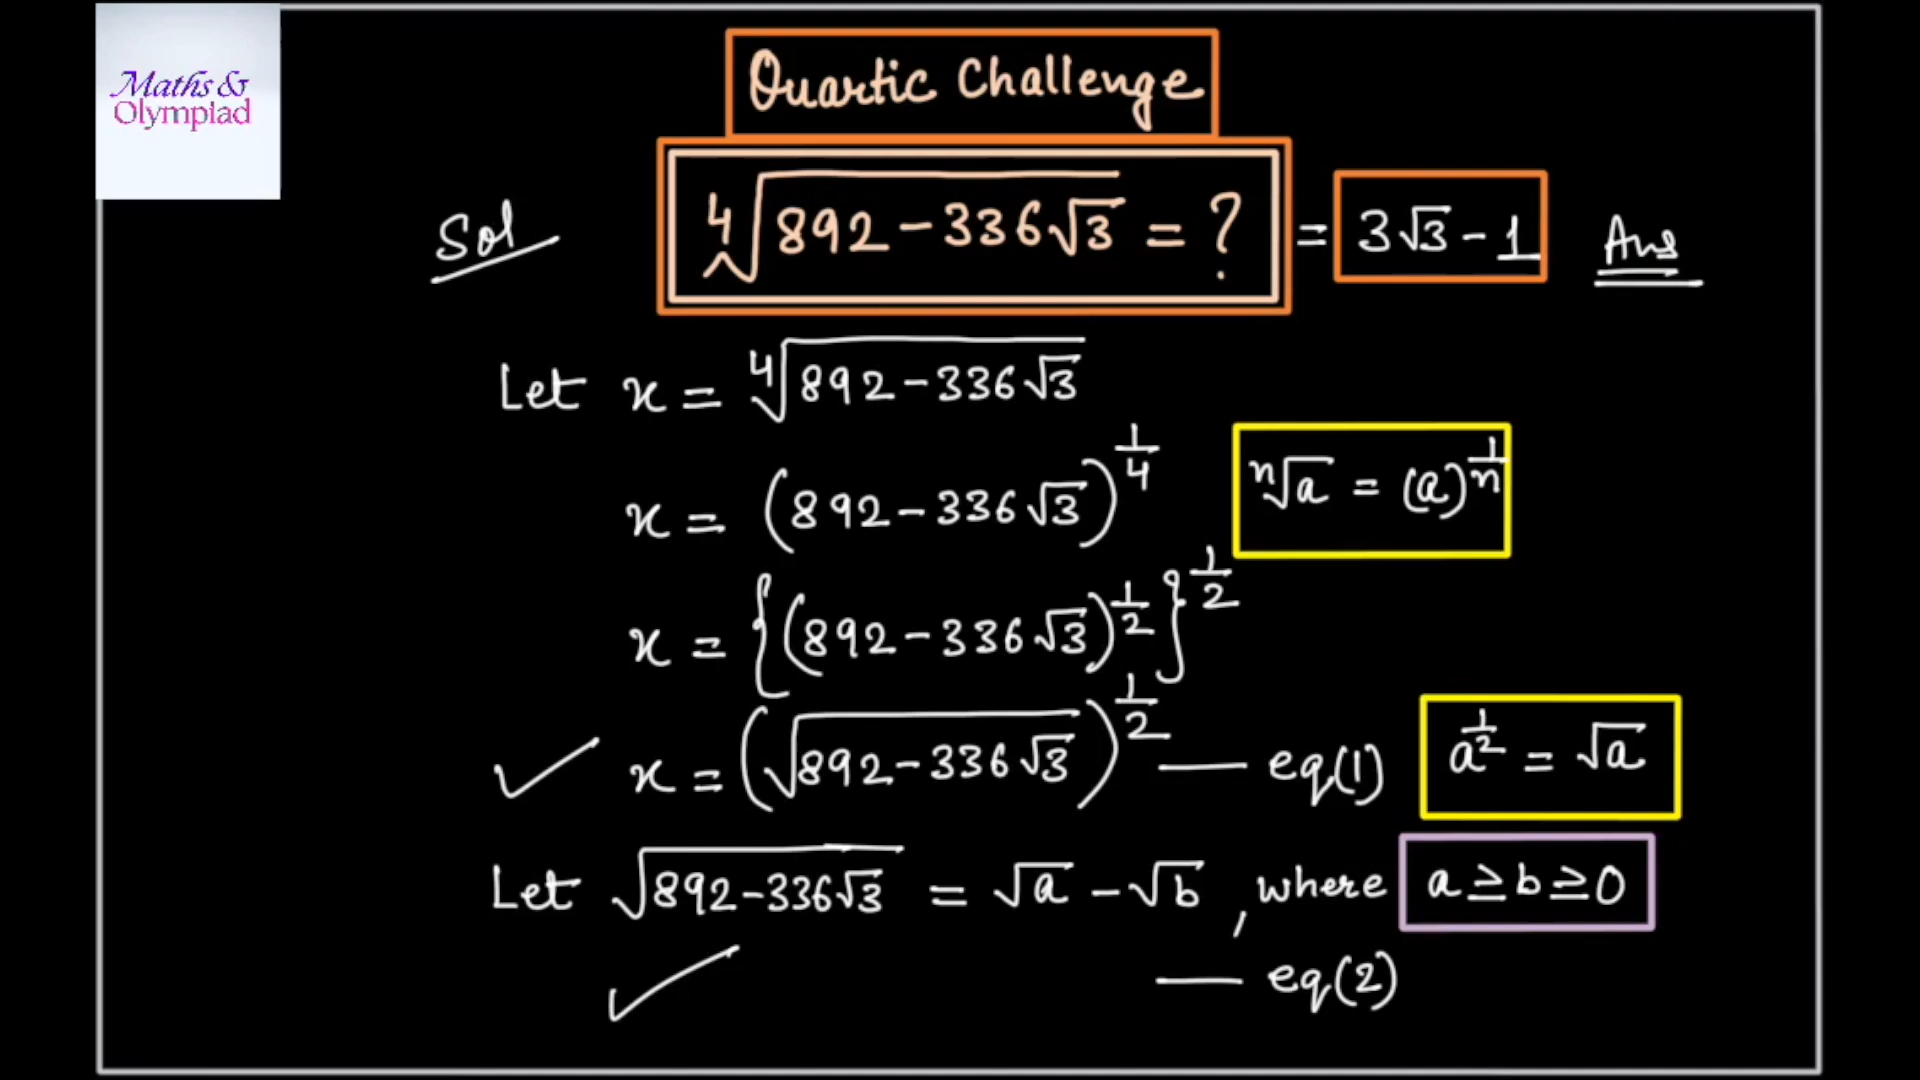 Maths &
Olympiad
Quartic Challenge
Sol ∜(892 − 336√3) = ? = 3√3 − 1 Ans
Let x = ∜(892 − 336√3)
x = (892 − 336√3)^(1/4) ⁿ√a = (a)^(1/n)
x = {(892 − 336√3)^(1/2)}^(1/2)
✓ x = (√(892 − 336√3))^(1/2) — eq(1) a^(1/2) = √a
Let √(892 − 336√3) = √a − √b , where a ≥ b ≥ 0
✓ — eq(2)